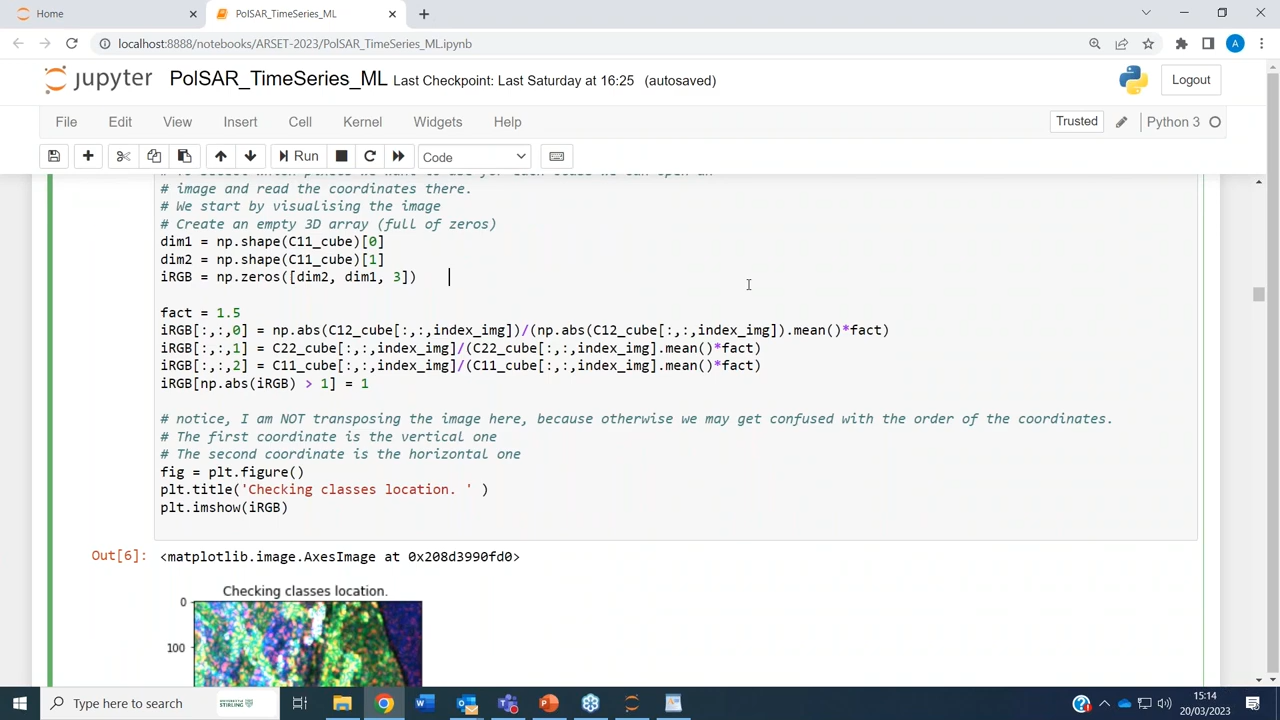 Home
PolSAR_TimeSeries_ML
localhost:8888/notebooks/ARSET-2023/PolSAR_TimeSeries_ML.ipynb
A
jupyter PolSAR_TimeSeries_ML Last Checkpoint: Last Saturday at 16:25 (autosaved)
Logout
File Edit View Insert Cell Kernel Widgets Help
Trusted
Python 3
Run
Code
# image and read the coordinates there.
# We start by visualising the image
# Create an empty 3D array (full of zeros)
dim1 = np.shape(C11_cube)[0]
dim2 = np.shape(C11_cube)[1]
iRGB = np.zeros([dim2, dim1, 3])
fact = 1.5
iRGB[:,:,0] = np.abs(C12_cube[:,:,index_img])/(np.abs(C12_cube[:,:,index_img]).mean()*fact)
iRGB[:,:,1] = C22_cube[:,:,index_img]/(C22_cube[:,:,index_img].mean()*fact)
iRGB[:,:,2] = C11_cube[:,:,index_img]/(C11_cube[:,:,index_img].mean()*fact)
iRGB[np.abs(iRGB) > 1] = 1
# notice, I am NOT transposing the image here, because otherwise we may get confused with the order of the coordinates.
# The first coordinate is the vertical one
# The second coordinate is the horizontal one
fig = plt.figure()
plt.title('Checking classes location. ' )
plt.imshow(iRGB)
Out[6]: <matplotlib.image.AxesImage at 0x208d3990fd0>
Checking classes location.
0
100
Type here to search
15:14
20/03/2023